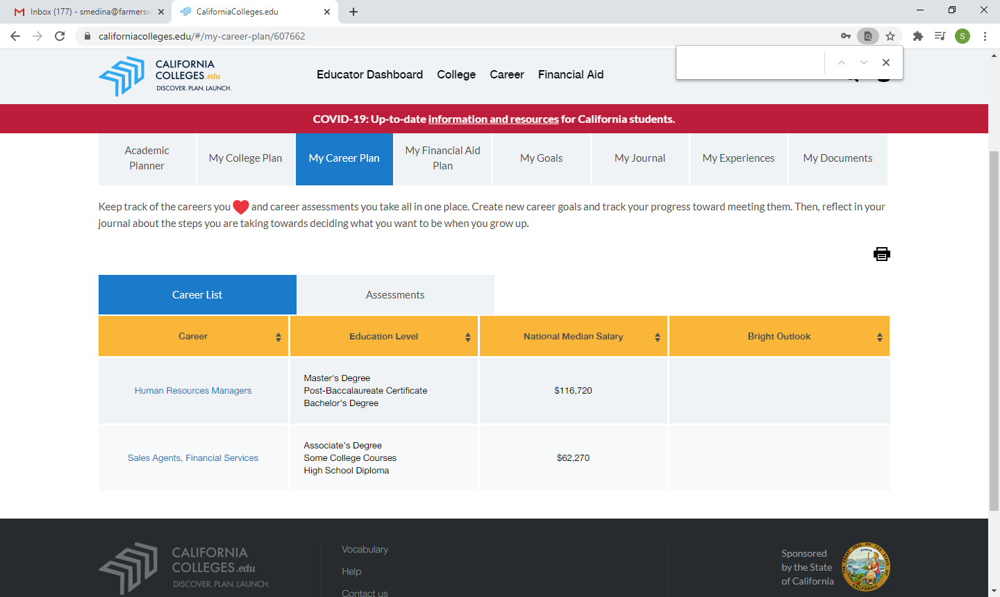 Inbox (177) - smedina@farmersv
CaliforniaColleges.edu
californiacolleges.edu/#/my-career-plan/607662
S
CALIFORNIA
COLLEGES.edu
DISCOVER. PLAN. LAUNCH.
Educator Dashboard College Career Financial Aid
COVID-19: Up-to-date information and resources for California students.
Academic
Planner
My College Plan
My Career Plan
My Financial Aid
Plan
My Goals
My Journal
My Experiences
My Documents
Keep track of the careers you and career assessments you take all in one place. Create new career goals and track your progress toward meeting them. Then, reflect in your
journal about the steps you are taking towards deciding what you want to be when you grow up.
Career List
Assessments
Career
Education Level
National Median Salary
Bright Outlook
Human Resources Managers
Master's Degree
Post-Baccalaureate Certificate
Bachelor's Degree
$116,720
Sales Agents, Financial Services
Associate's Degree
Some College Courses
High School Diploma
$62,270
CALIFORNIA
COLLEGES.edu
DISCOVER. PLAN. LAUNCH.
Vocabulary
Help
Contact us
Sponsored
by the State
of California